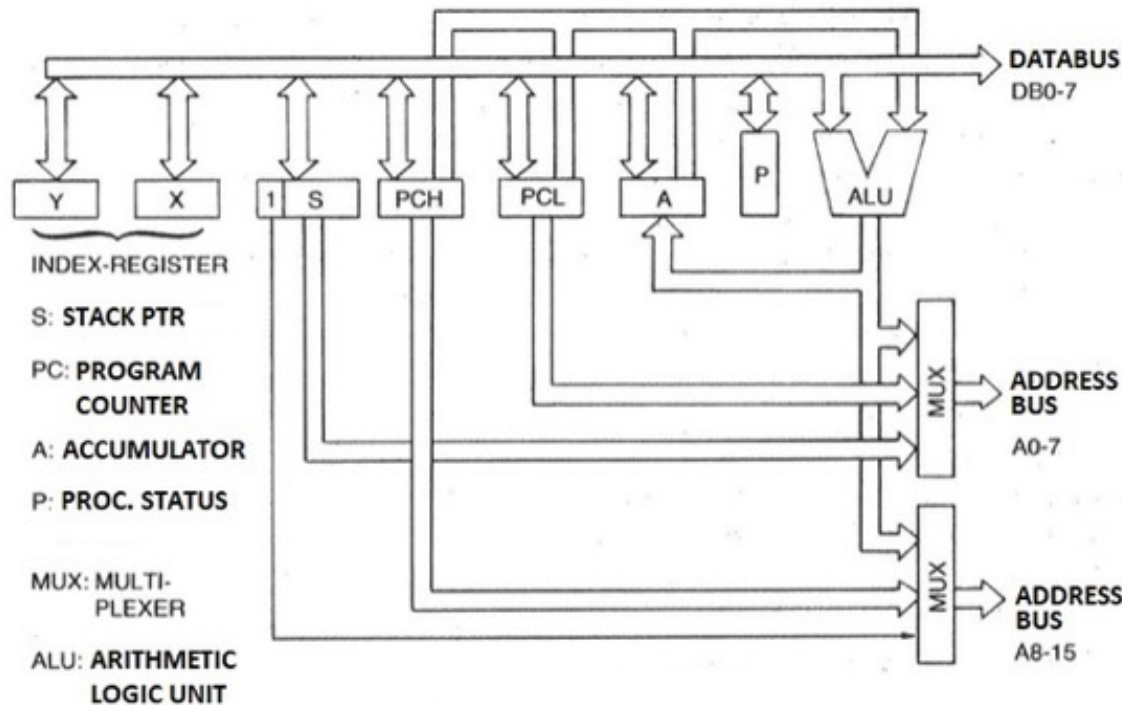 DATABUS
DB0-7
Y
X
1
S
PCH
PCL
A
P
ALU
INDEX-REGISTER
S: STACK PTR
PC: PROGRAM
COUNTER
A: ACCUMULATOR
P: PROC. STATUS
MUX: MULTI-
PLEXER
ALU: ARITHMETIC
LOGIC UNIT
MUX
ADDRESS
BUS
A0-7
MUX
ADDRESS
BUS
A8-15